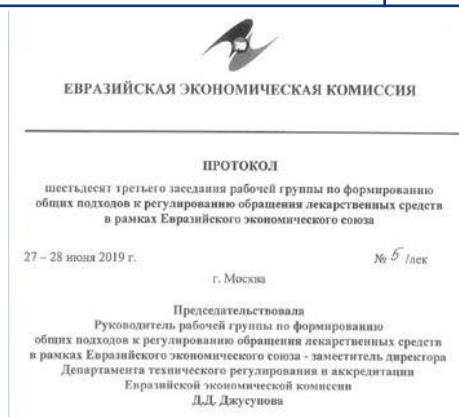 ЕВРАЗИЙСКАЯ ЭКОНОМИЧЕСКАЯ КОМИССИЯ
ПРОТОКОЛ
шестьдесят третьего заседания рабочей группы по формированию
общих подходов к регулированию обращения лекарственных средств
в рамках Евразийского экономического союза
27 – 28 июня 2019 г.
№ 5 /лек
г. Москва
Председательствовала
Руководитель рабочей группы по формированию
общих подходов к регулированию обращения лекарственных средств
в рамках Евразийского экономического союза - заместитель директора
Департамента технического регулирования и аккредитации
Евразийской экономической комиссии
Д.Д. Джусупова